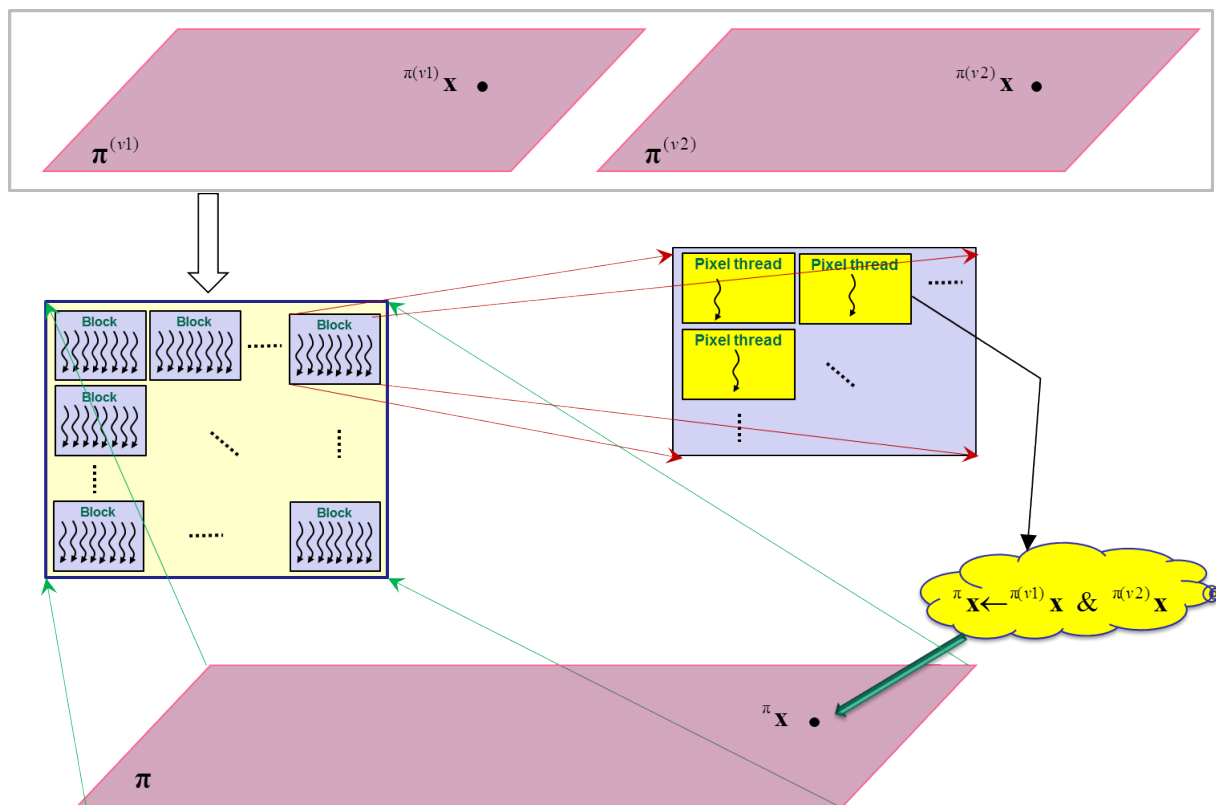 π(v1)x
π(v2)x
π(v1)
π(v2)
Pixel thread
Pixel thread
Block
Block
Block
Pixel thread
Block
Block
Block
πx←π(v1)x & π(v2)x
πx
π